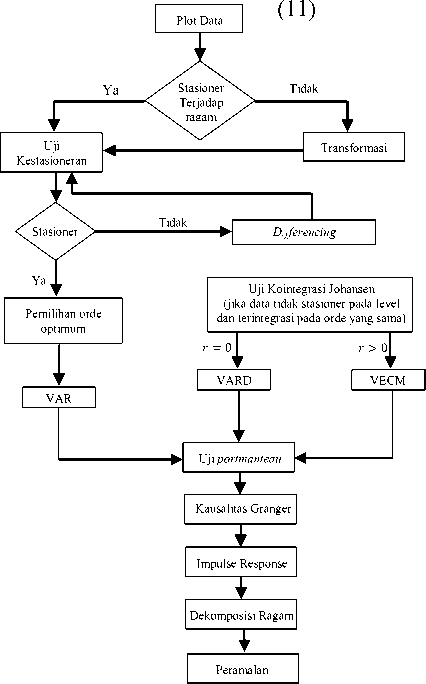 (11)
Plot Data
Stasioner
Terjadap
ragam
Ya
Tidak
Uji
Kestasioneran
Transformasi
Stasioner
Tidak
Differencing
Ya
Pemilihan orde
optimum
Uji Kointegrasi Johansen
(jika data tidak stasioner pada level
dan terintegrasi pada orde yang sama)
r = 0
r > 0
VAR
VARD
VECM
Uji portmanteau
Kausalitas Granger
Impulse Response
Dekomposisi Ragam
Peramalan